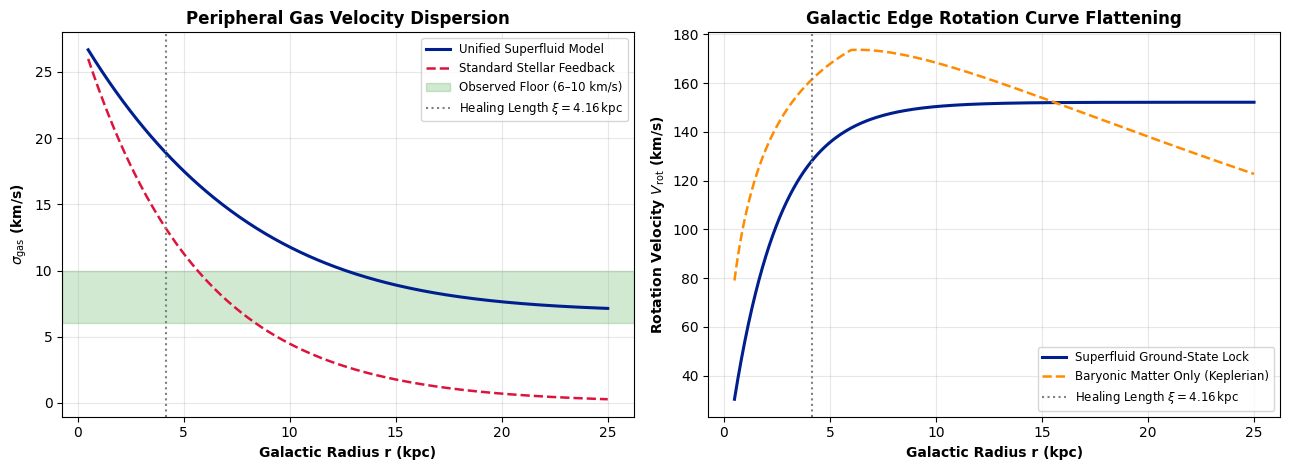 Peripheral Gas Velocity Dispersion
σgas (km/s)
25
20
15
10
5
0
Unified Superfluid Model
Standard Stellar Feedback
Observed Floor (6–10 km/s)
Healing Length ξ = 4.16 kpc
0 5 10 15 20 25
Galactic Radius r (kpc)
Galactic Edge Rotation Curve Flattening
Rotation Velocity Vrot (km/s)
180
160
140
120
100
80
60
40
Superfluid Ground-State Lock
Baryonic Matter Only (Keplerian)
Healing Length ξ = 4.16 kpc
0 5 10 15 20 25
Galactic Radius r (kpc)